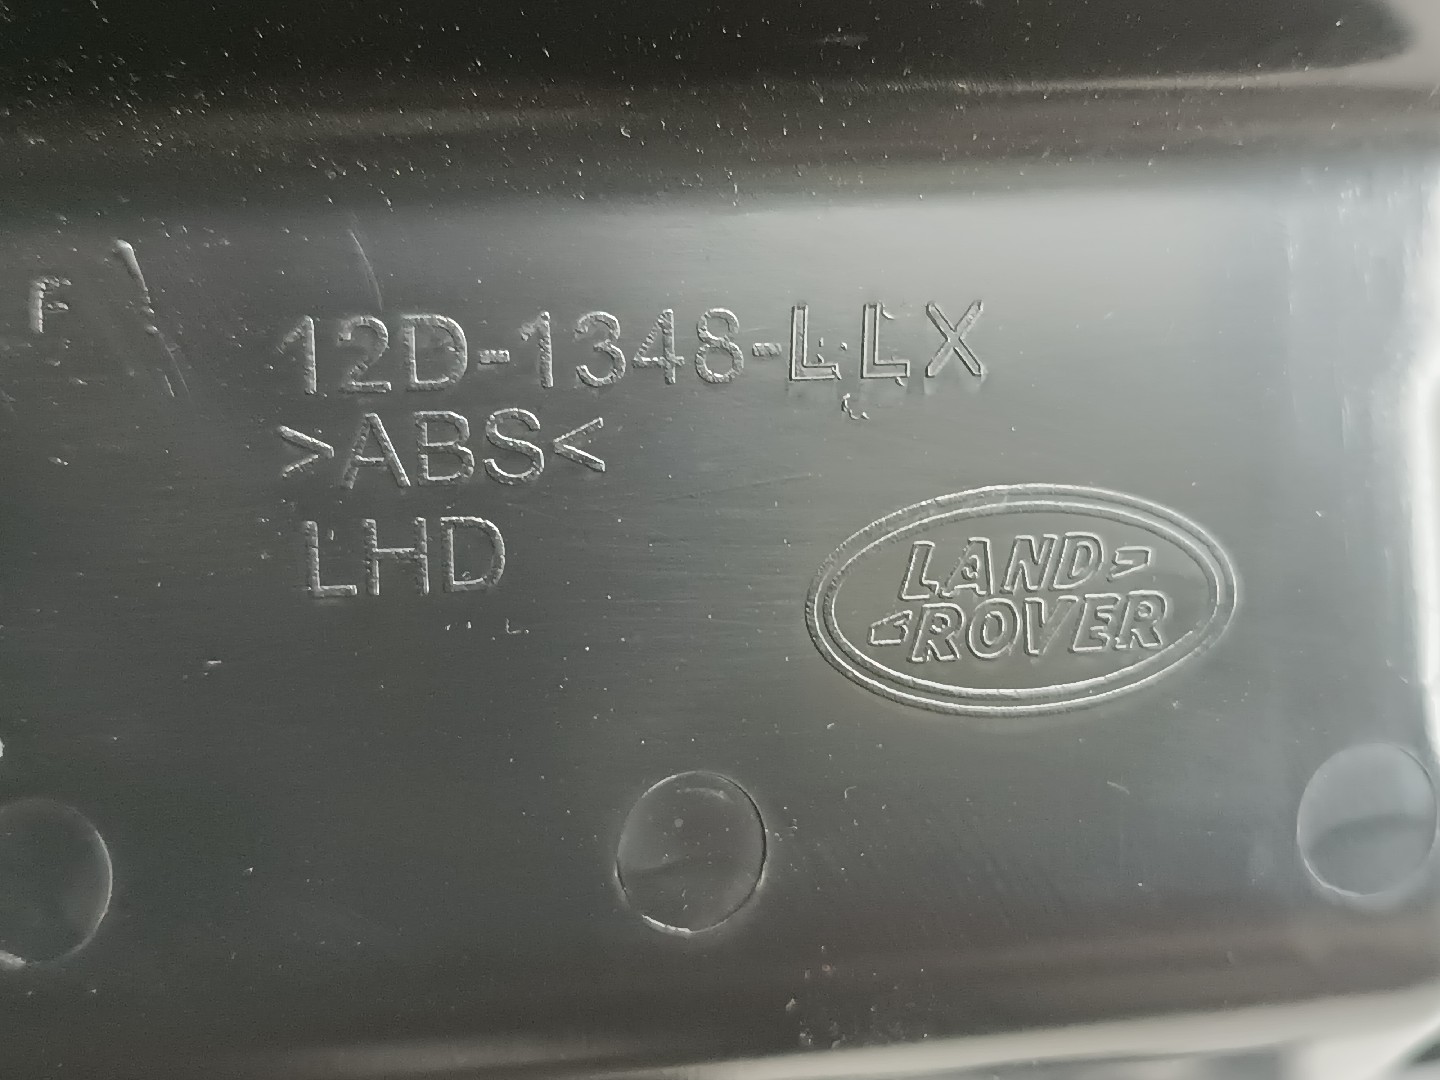 F
12D-1348-LLX
>ABS<
LHD
LAND-
-ROVER